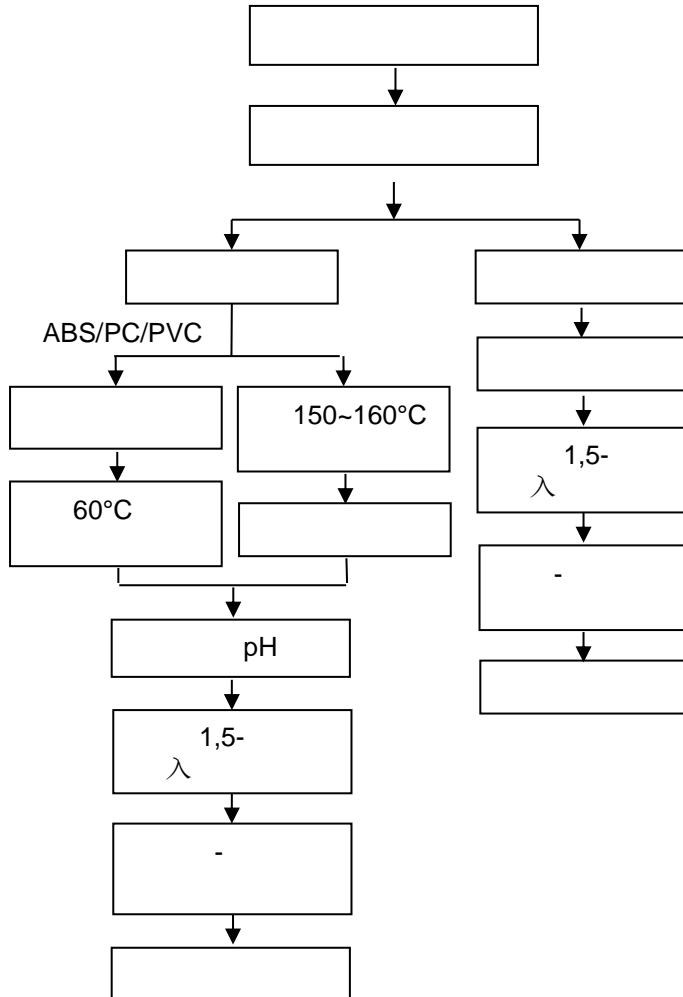 ABS/PC/PVC
150~160°C
60°C
pH
1,5-
入
-
1,5-
入
-